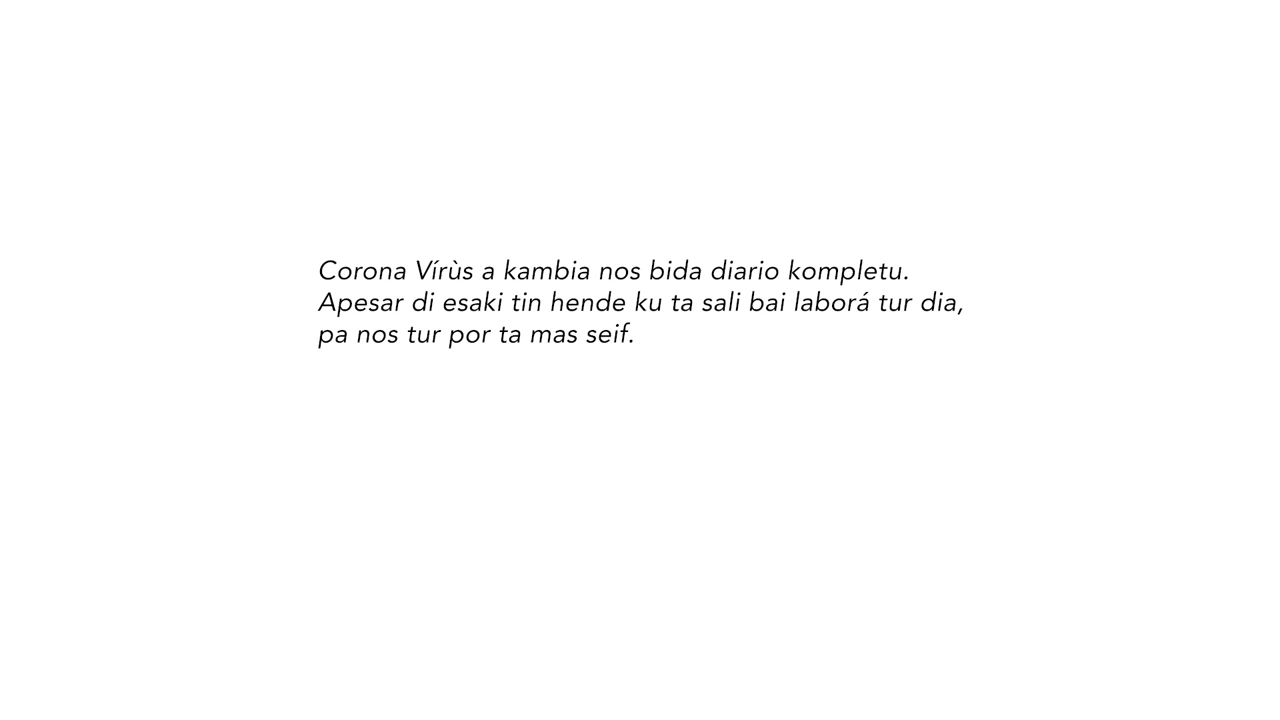 Corona Vírùs a kambia nos bida diario kompletu.
Apesar di esaki tin hende ku ta sali bai laborá tur dia,
pa nos tur por ta mas seif.